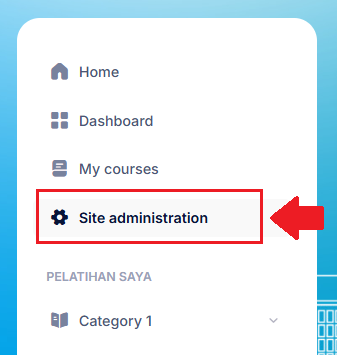 Home
Dashboard
My courses
Site administration
PELATIHAN SAYA
Category 1